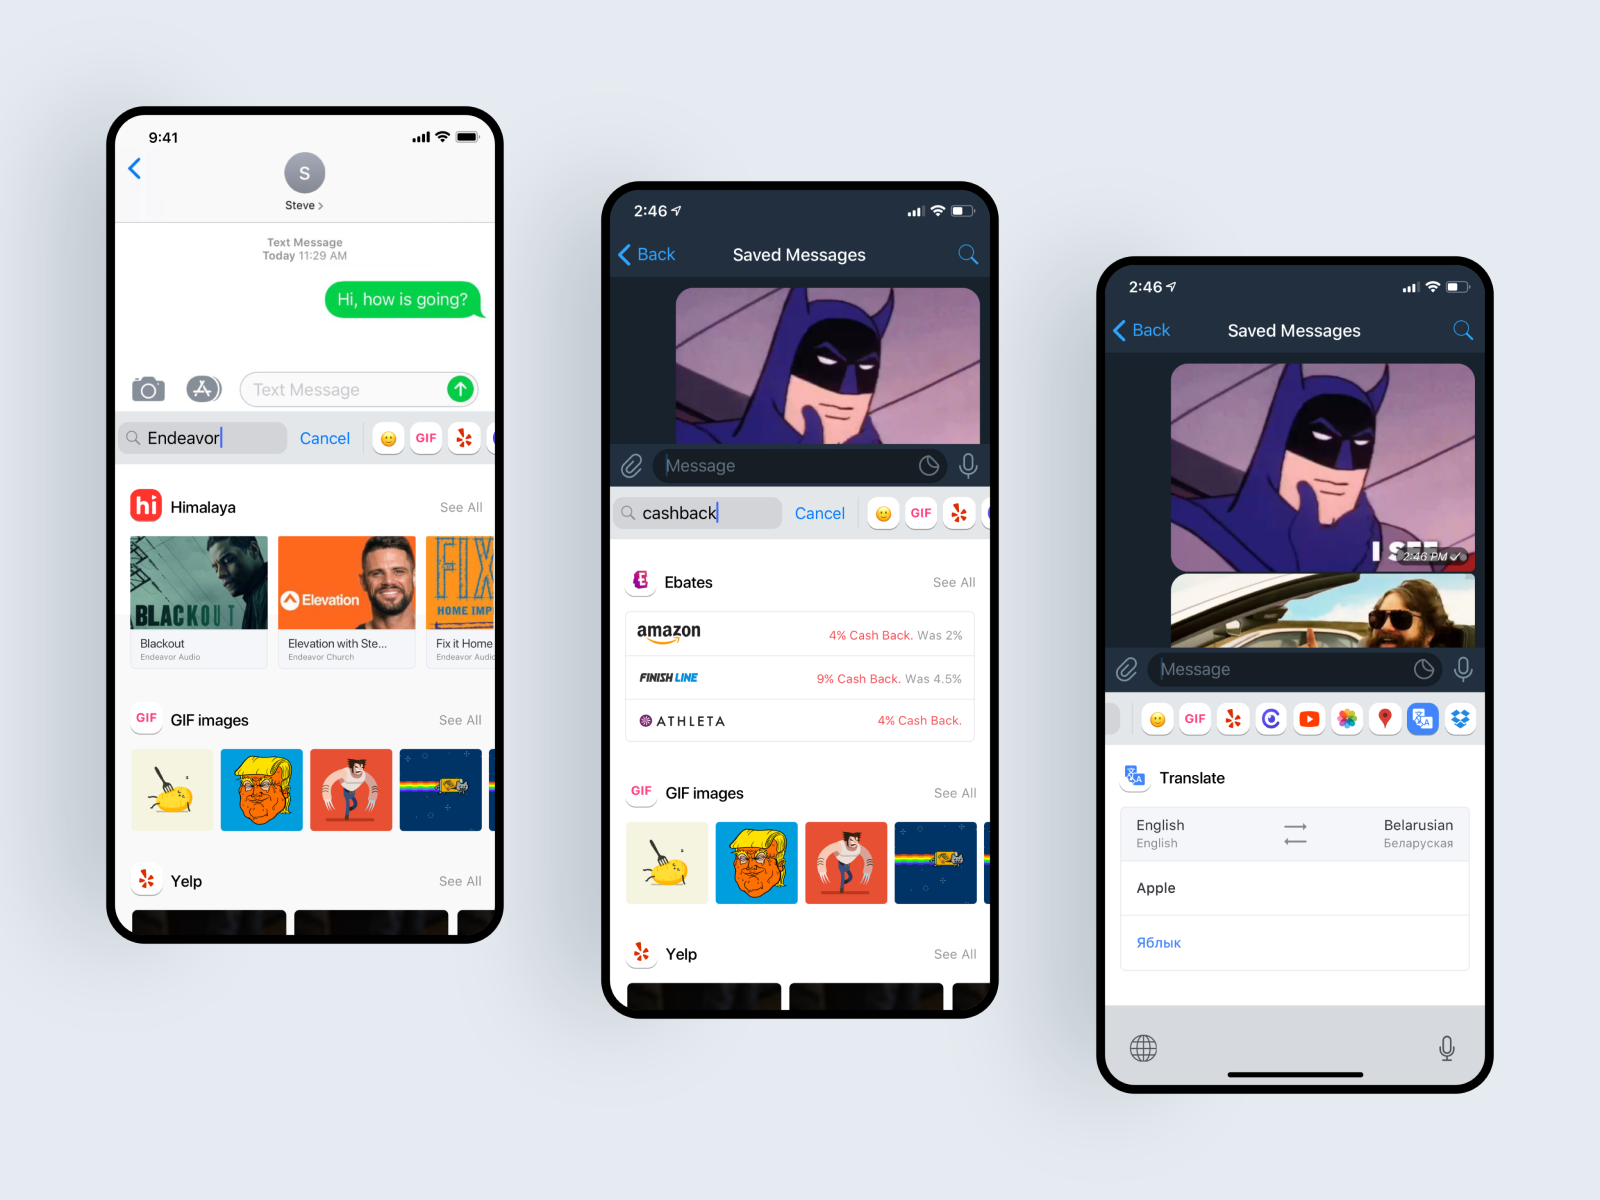 9:41
S
Steve >
Text Message
Today 11:29 AM
Hi, how is going?
Text Message
Endeavor
Cancel
GIF
hi
Himalaya
See All
BLACKOUT
Elevation
FIX
HOME IMP
Blackout
Endeavor Audio
Elevation with Ste...
Endeavor Church
Fix it Home
Endeavor Audio
GIF
GIF images
See All
Yelp
See All
2:46
Back
Saved Messages
Message
cashback
Cancel
GIF
E
Ebates
See All
amazon
4% Cash Back. Was 2%
FINISH LINE
9% Cash Back. Was 4.5%
ATHLETA
4% Cash Back.
GIF
GIF images
See All
Yelp
See All
2:46
Back
Saved Messages
I SEE
2:46 PM
Message
GIF
Translate
English
English
Belarusian
Беларуская
Apple
Яблык